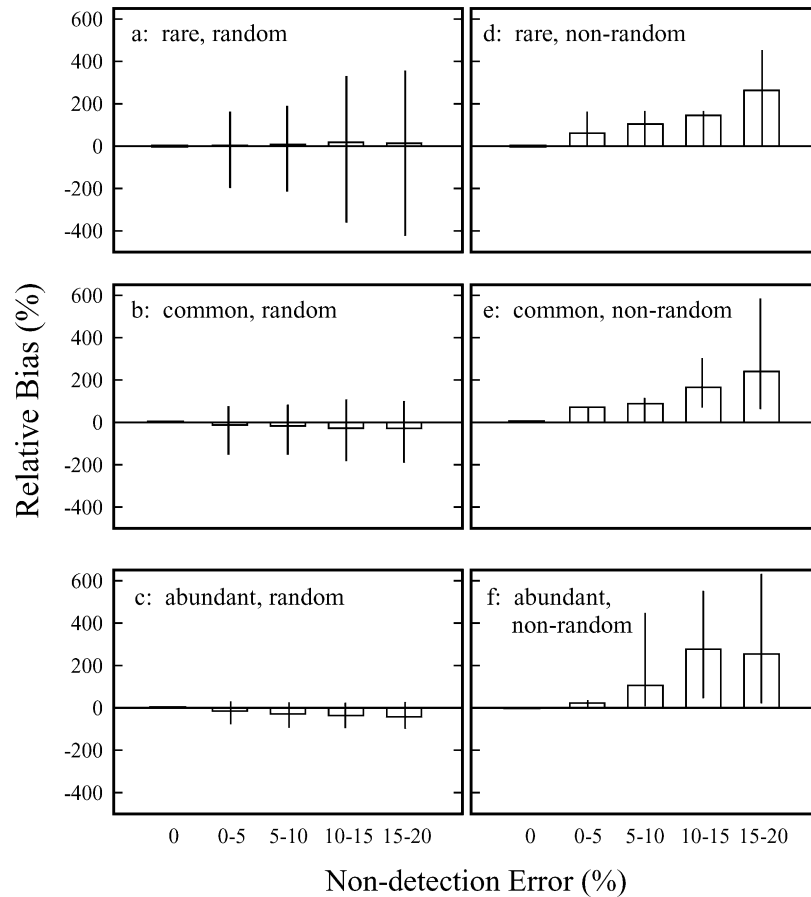 600
400
200
0
-200
-400
a: rare, random
d: rare, non-random
Relative Bias (%)
600
400
200
0
-200
-400
b: common, random
e: common, non-random
600
400
200
0
-200
-400
c: abundant, random
f: abundant,
non-random
0 0-5 5-10 10-15 15-20
0 0-5 5-10 10-15 15-20
Non-detection Error (%)